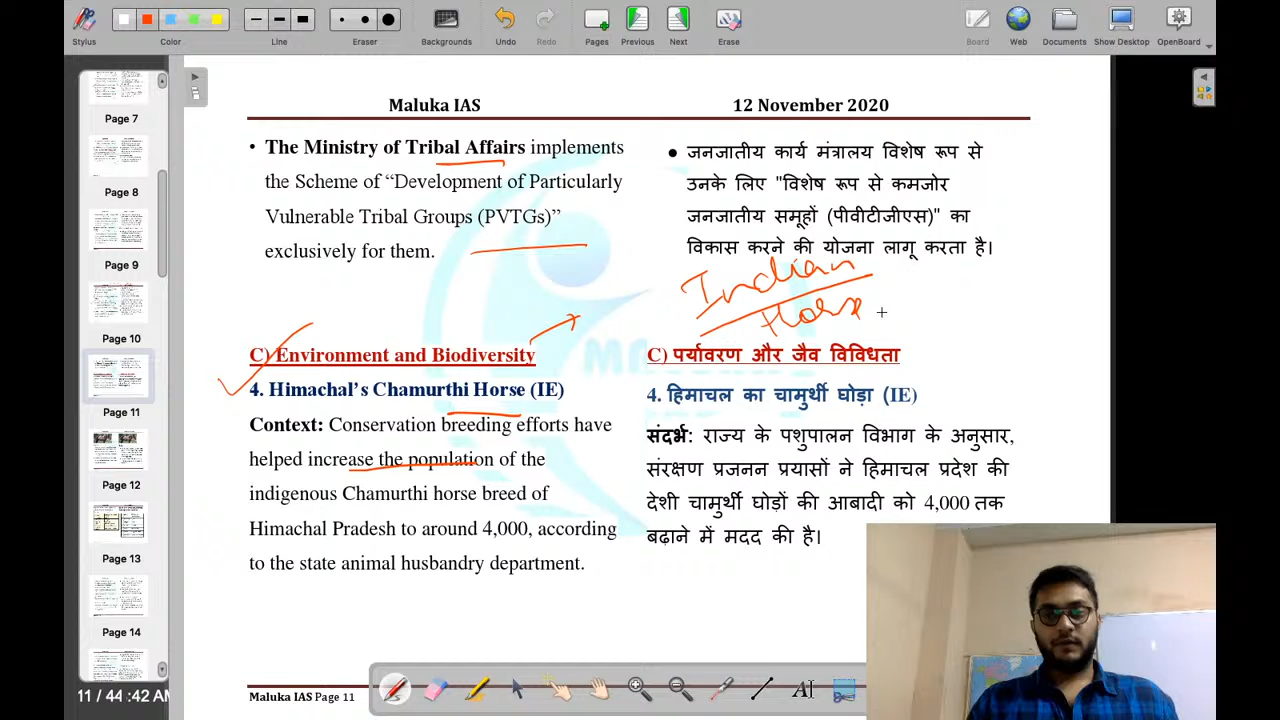 Stylus
Color
Line
Eraser
Backgrounds
Undo
Redo
Pages
Previous
Next
Erase
Board
Web
Documents
Show Desktop
OpenBoard
Page 7
Page 8
Page 9
Page 10
Page 11
Page 12
Page 13
Page 14
11 / 44 :42 AM
Maluka IAS
12 November 2020
• The Ministry of Tribal Affairs implements
the Scheme of “Development of Particularly
Vulnerable Tribal Groups (PVTGs)”
exclusively for them.
C) Environment and Biodiversity
4. Himachal’s Chamurthi Horse (IE)
Context: Conservation breeding efforts have
helped increase the population of the
indigenous Chamurthi horse breed of
Himachal Pradesh to around 4,000, according
to the state animal husbandry department.
• जनजातीय कार्य मंत्रालय विशेष रूप से
उनके लिए "विशेष रूप से कमजोर
जनजातीय समूहों (पीवीटीजीएस)" का
विकास करने की योजना लागू करता है।
Indian
Horse
C) पर्यावरण और जैव विविधता
4. हिमाचल का चामुर्थी घोड़ा (IE)
संदर्भ: राज्य के पशुपालन विभाग के अनुसार,
संरक्षण प्रजनन प्रयासों ने हिमाचल प्रदेश की
देशी चामुर्थी घोड़ों की आबादी को 4,000 तक
बढ़ाने में मदद की है।
Maluka IAS Page 11